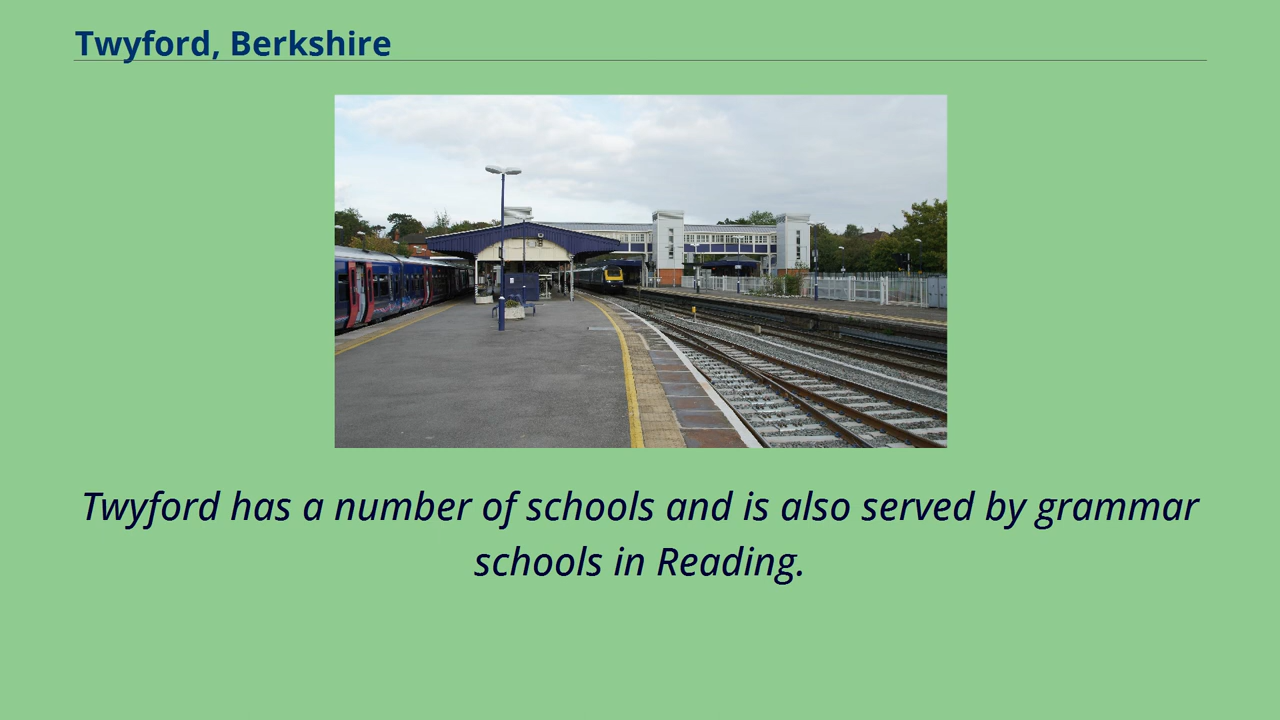 Twyford, Berkshire
Twyford has a number of schools and is also served by grammar
schools in Reading.